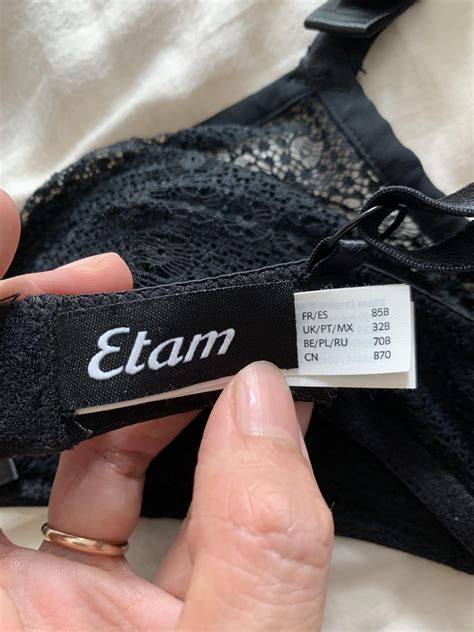 Etam
FR/ES 85B
UK/PT/MX 32B
BE/PL/RU 70B
CN B70